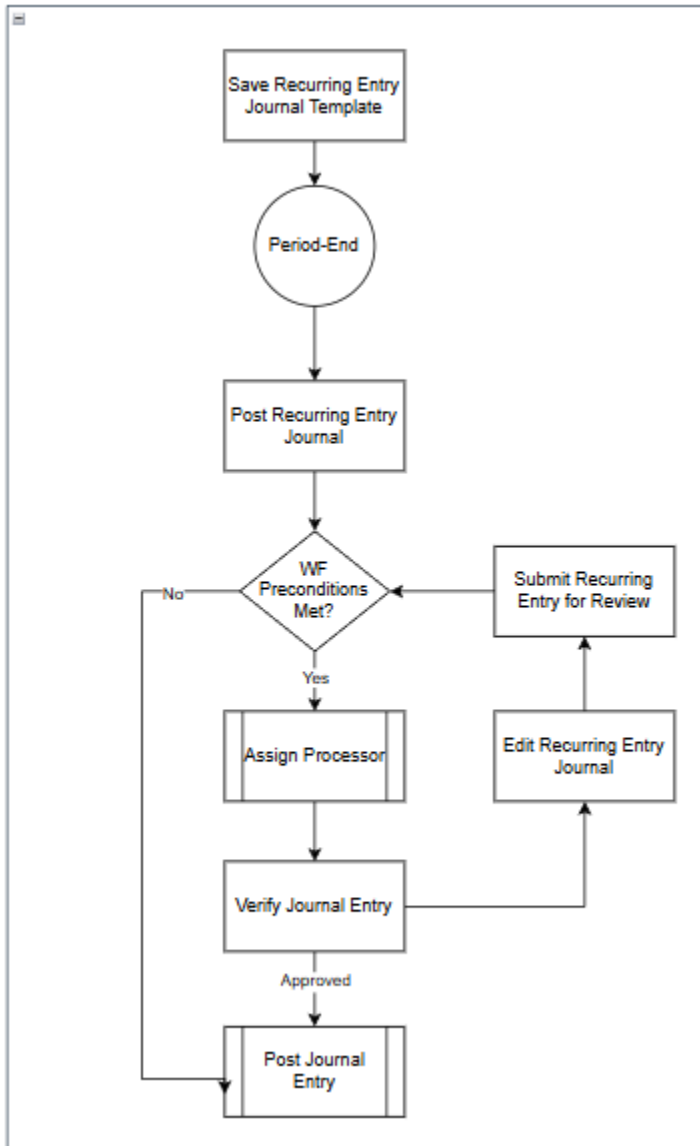 Save Recurring Entry
Journal Template
Period-End
Post Recurring Entry
Journal
WF
Preconditions
Met?
No
Submit Recurring
Entry for Review
Yes
Assign Processor
Edit Recurring Entry
Journal
Verify Journal Entry
Approved
Post Journal
Entry